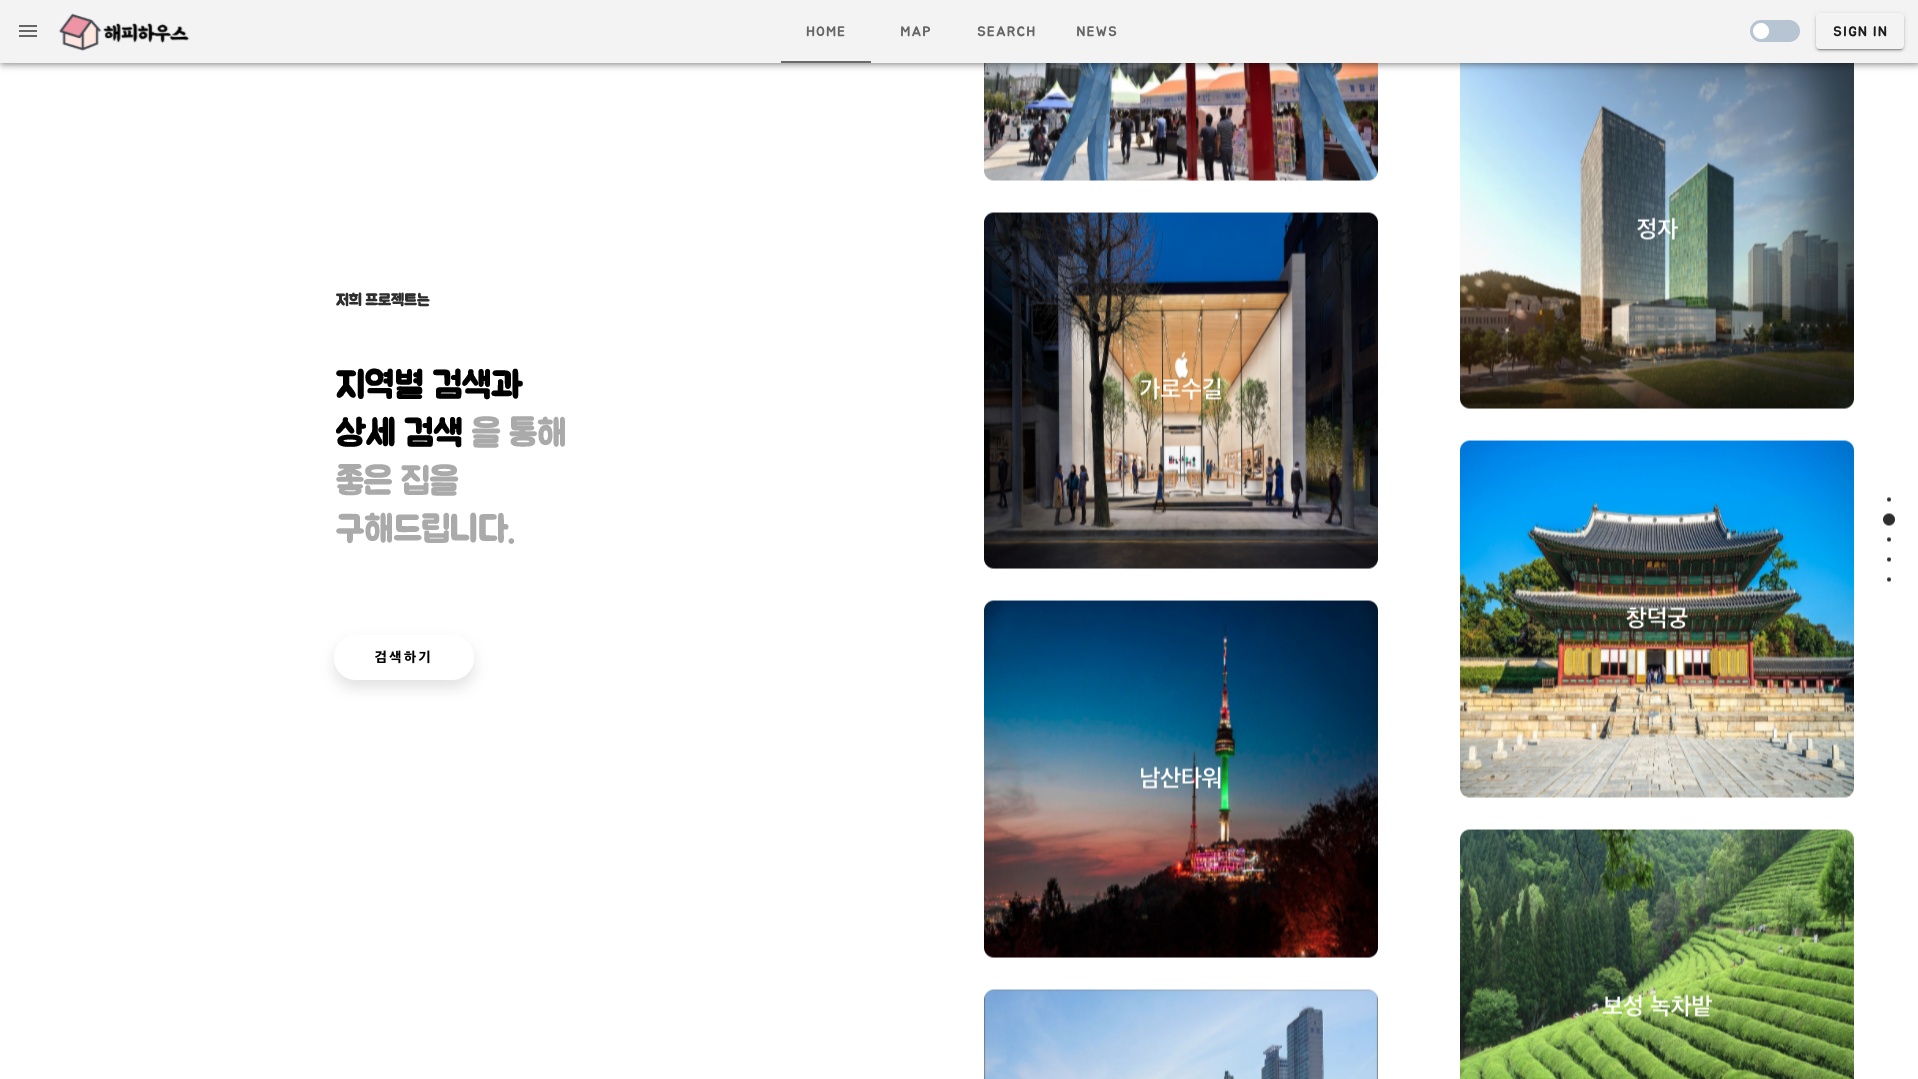 해피하우스
HOME
MAP
SEARCH
NEWS
SIGN IN
저희 프로젝트는
지역별 검색과
상세 검색 을 통해
좋은 집을
구해드립니다.
검색하기
가로수길
남산타워
정자
창덕궁
보성 녹차밭